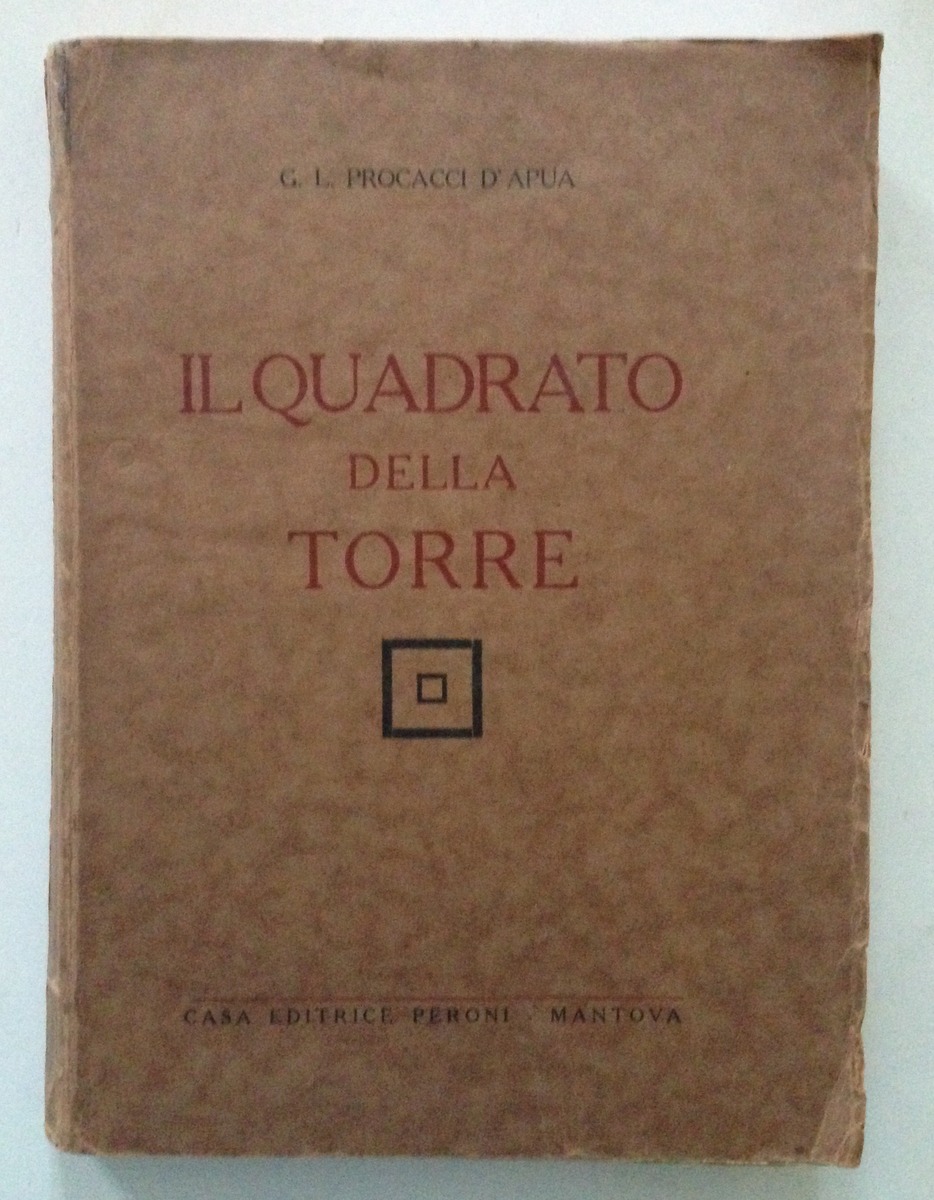 G. L. PROCACCI D'APUA
IL QUADRATO
DELLA
TORRE
CASA EDITRICE PERONI - MANTOVA